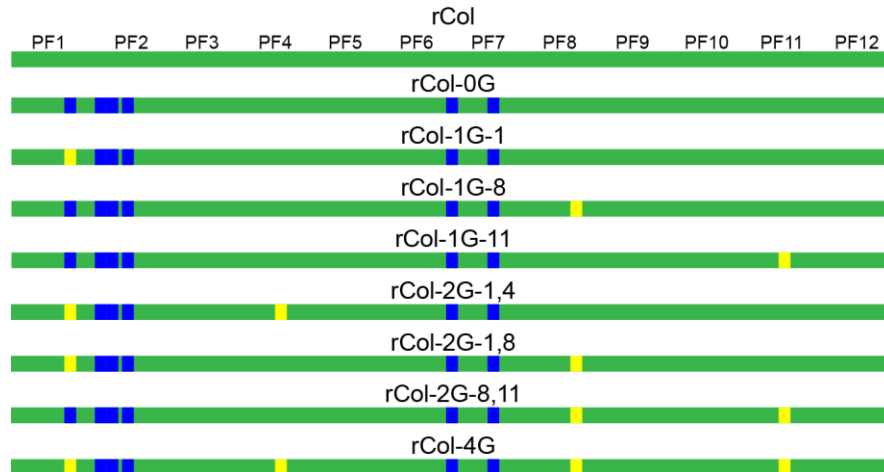 rCol
PF1 PF2 PF3 PF4 PF5 PF6 PF7 PF8 PF9 PF10 PF11 PF12
rCol-0G
rCol-1G-1
rCol-1G-8
rCol-1G-11
rCol-2G-1,4
rCol-2G-1,8
rCol-2G-8,11
rCol-4G